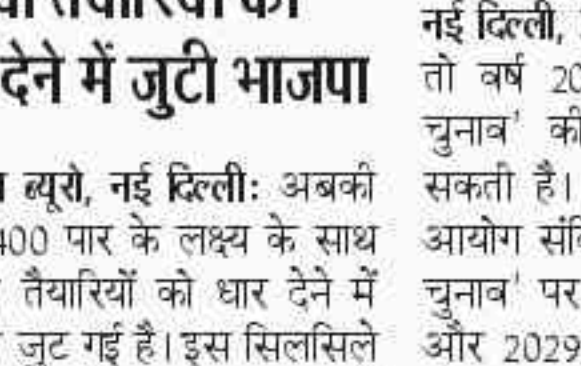 तैयारियों को
देने में जुटी भाजपा
ब्यूरो, नई दिल्ली: अबकी
400 पार के लक्ष्य के साथ
तैयारियों को धार देने में
जुट गई है। इस सिलसिले
नई दिल्ली,
तो वर्ष 20
चुनाव' की
सकती है।
आयोग संवि
चुनाव' पर
और 2029